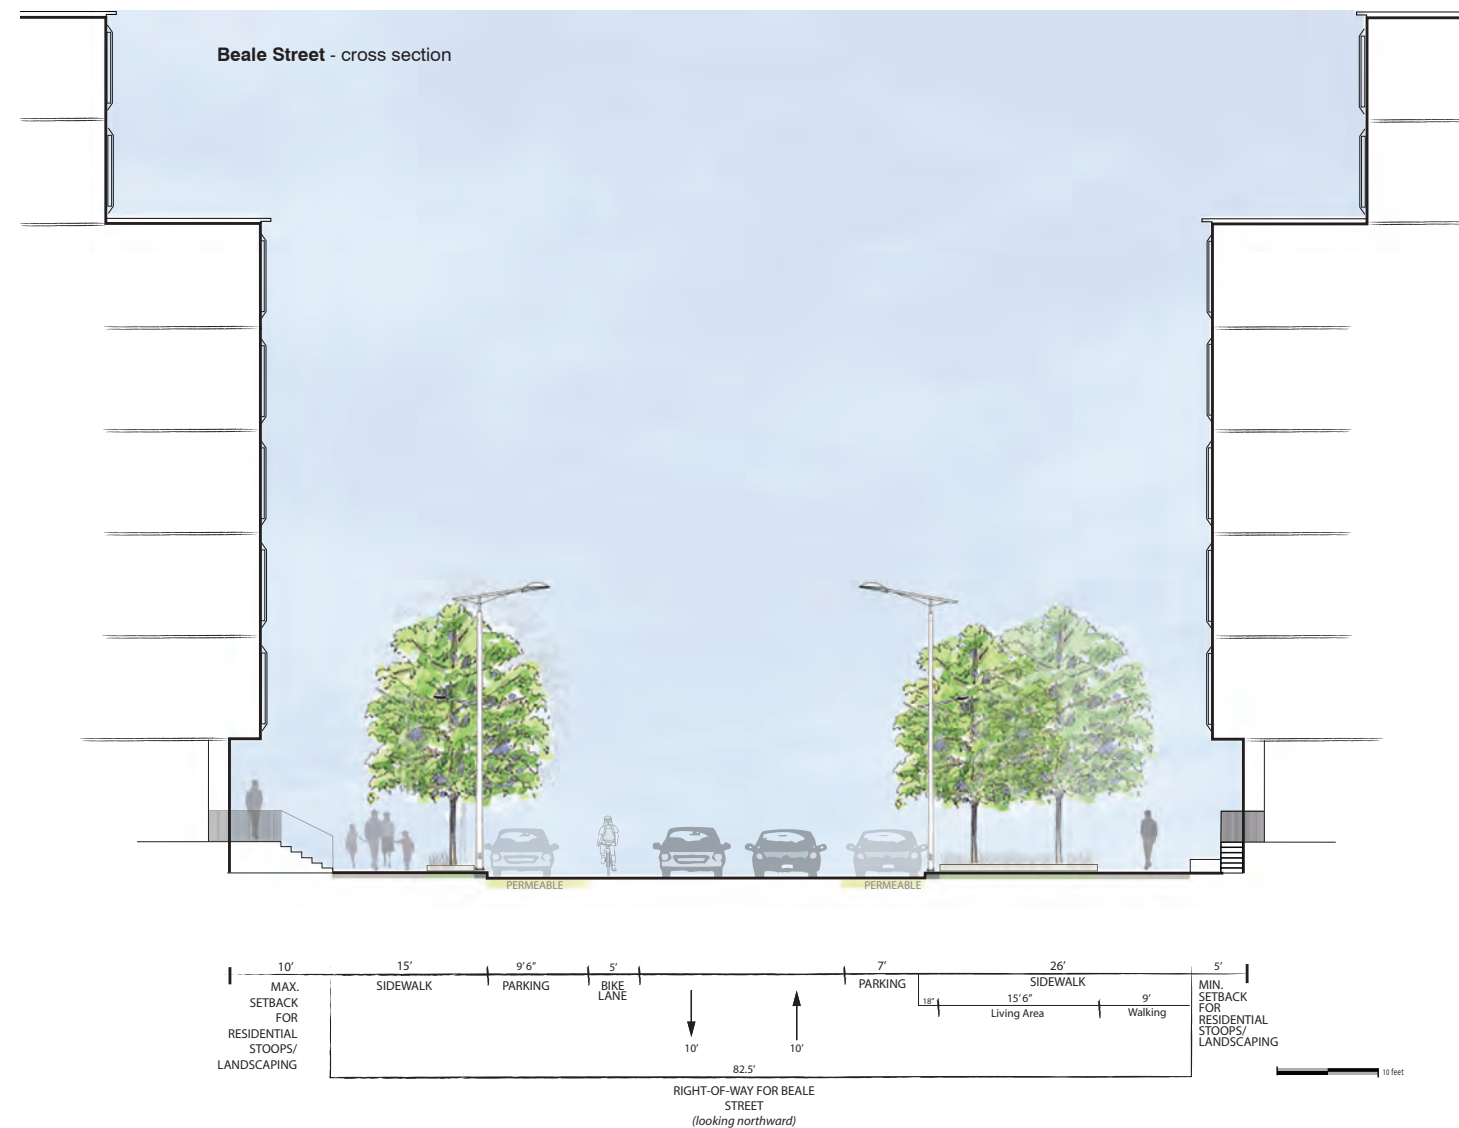 Beale Street - cross section
PERMEABLE
PERMEABLE
10’
15’
9’ 6”
5’
7’
26’
5’
MAX.
SETBACK
FOR
RESIDENTIAL
STOOPS/
LANDSCAPING
SIDEWALK
PARKING
BIKE
LANE
PARKING
SIDEWALK
18”
15’ 6”
9’
Living Area
Walking
MIN.
SETBACK
FOR
RESIDENTIAL
STOOPS/
LANDSCAPING
10’
10’
82.5’
10 feet
RIGHT-OF-WAY FOR BEALE
STREET
(looking northward)